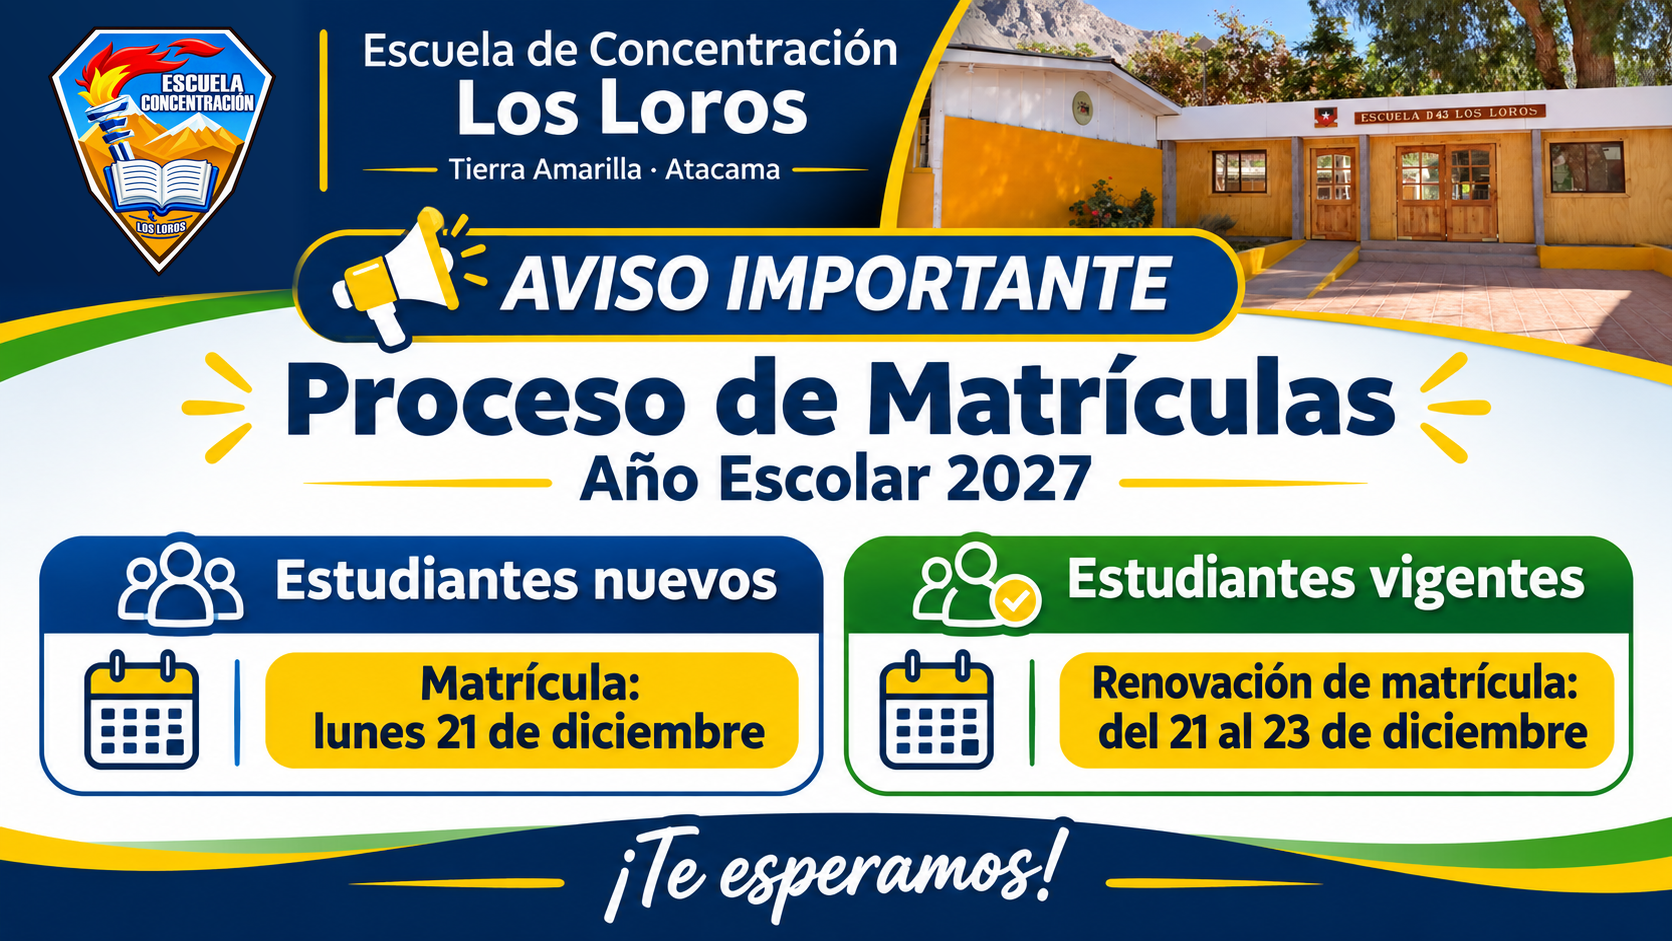 ESCUELA
CONCENTRACIÓN
LOS LOROS
Escuela de Concentración
Los Loros
Tierra Amarilla · Atacama
ESCUELA D 43 LOS LOROS
AVISO IMPORTANTE
Proceso de Matrículas
Año Escolar 2027
Estudiantes nuevos
Matrícula:
lunes 21 de diciembre
Estudiantes vigentes
Renovación de matrícula:
del 21 al 23 de diciembre
¡Te esperamos!